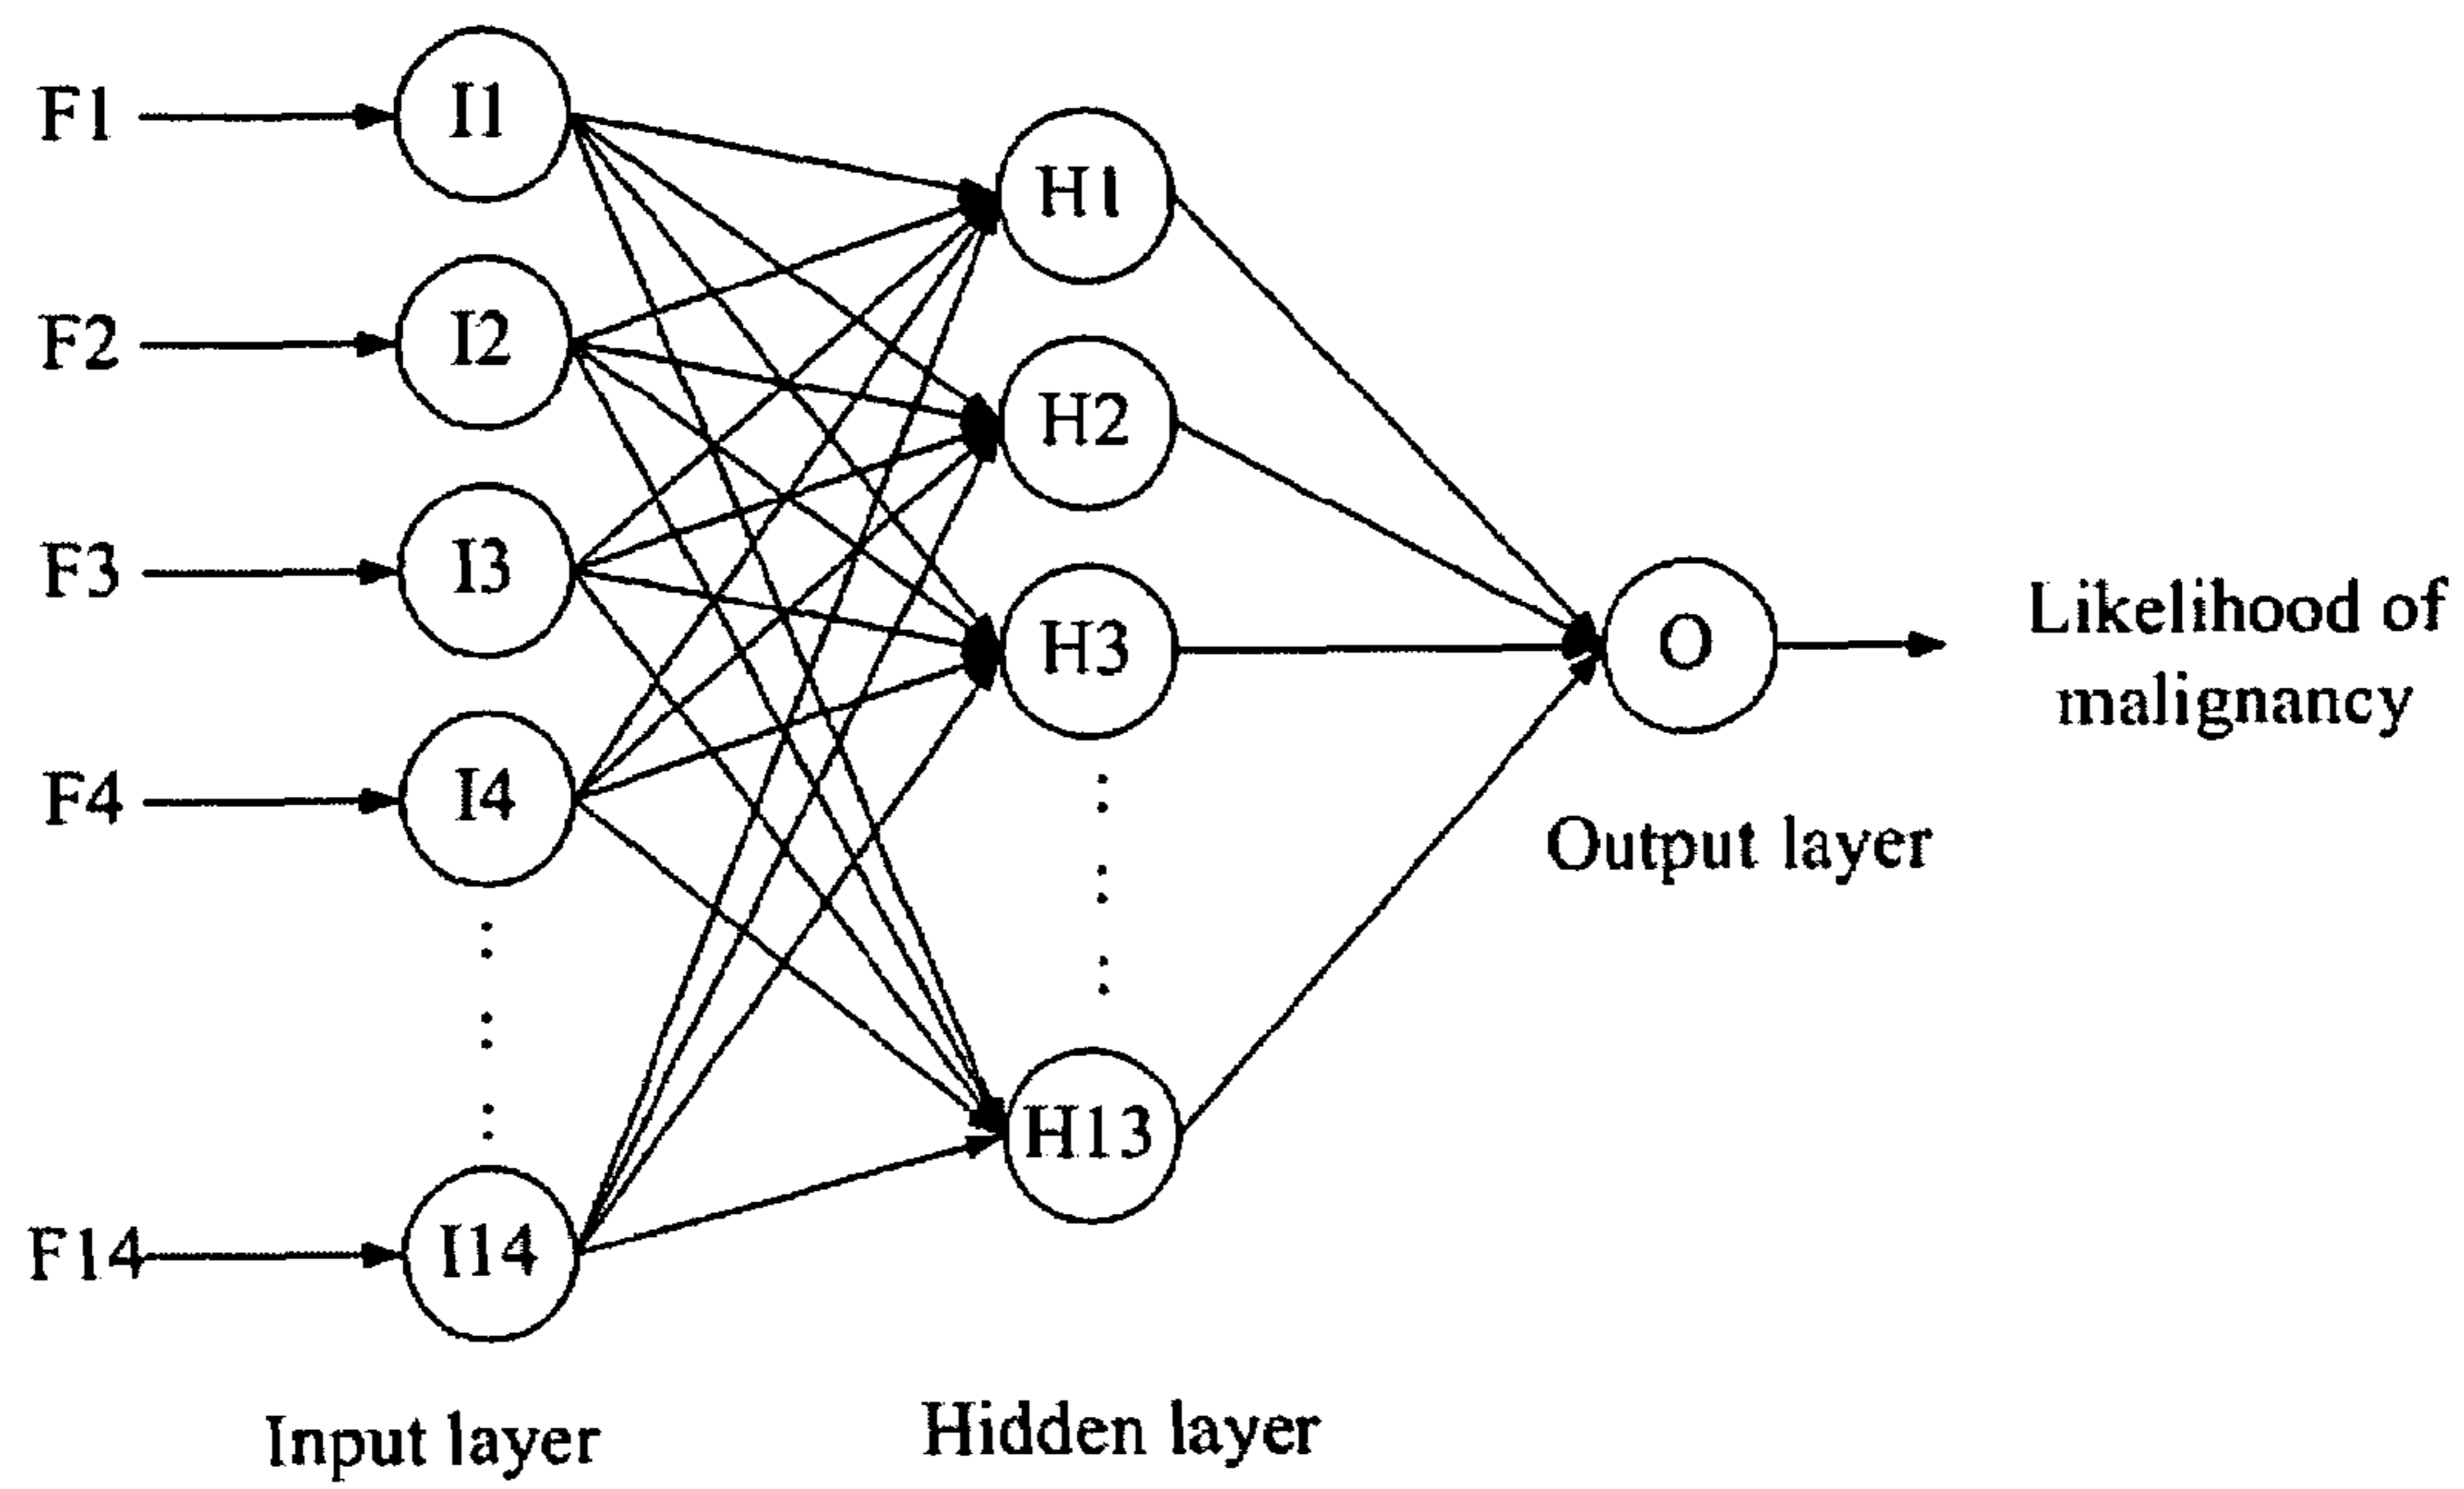 F1
I1
H1
F2
I2
H2
F3
I3
H3
O
Likelihood of
malignancy
F4
I4
Output layer
H13
F14
I14
Input layer
Hidden layer